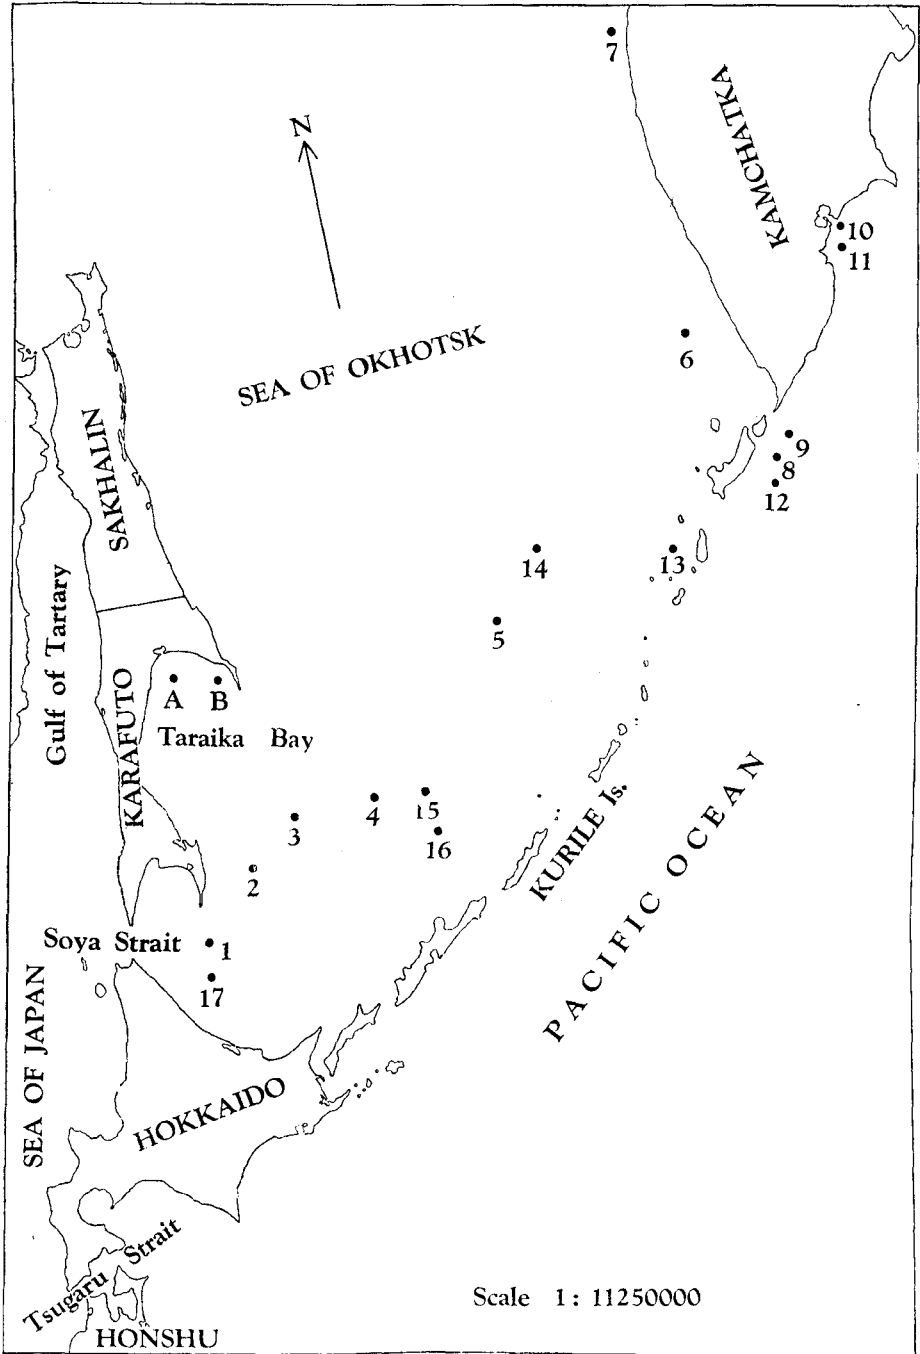 7
N
KAMCHATKA
10
11
6
SEA OF OKHOTSK
SAKHALIN
9
8
12
14
13
5
Gulf of Tartary
KARAFUTO
A
B
Taraika Bay
3
4
15
16
2
KURILE Is.
PACIFIC OCEAN
Soya Strait
1
17
SEA OF JAPAN
HOKKAIDO
Tsugaru Strait
HONSHU
Scale 1: 11250000